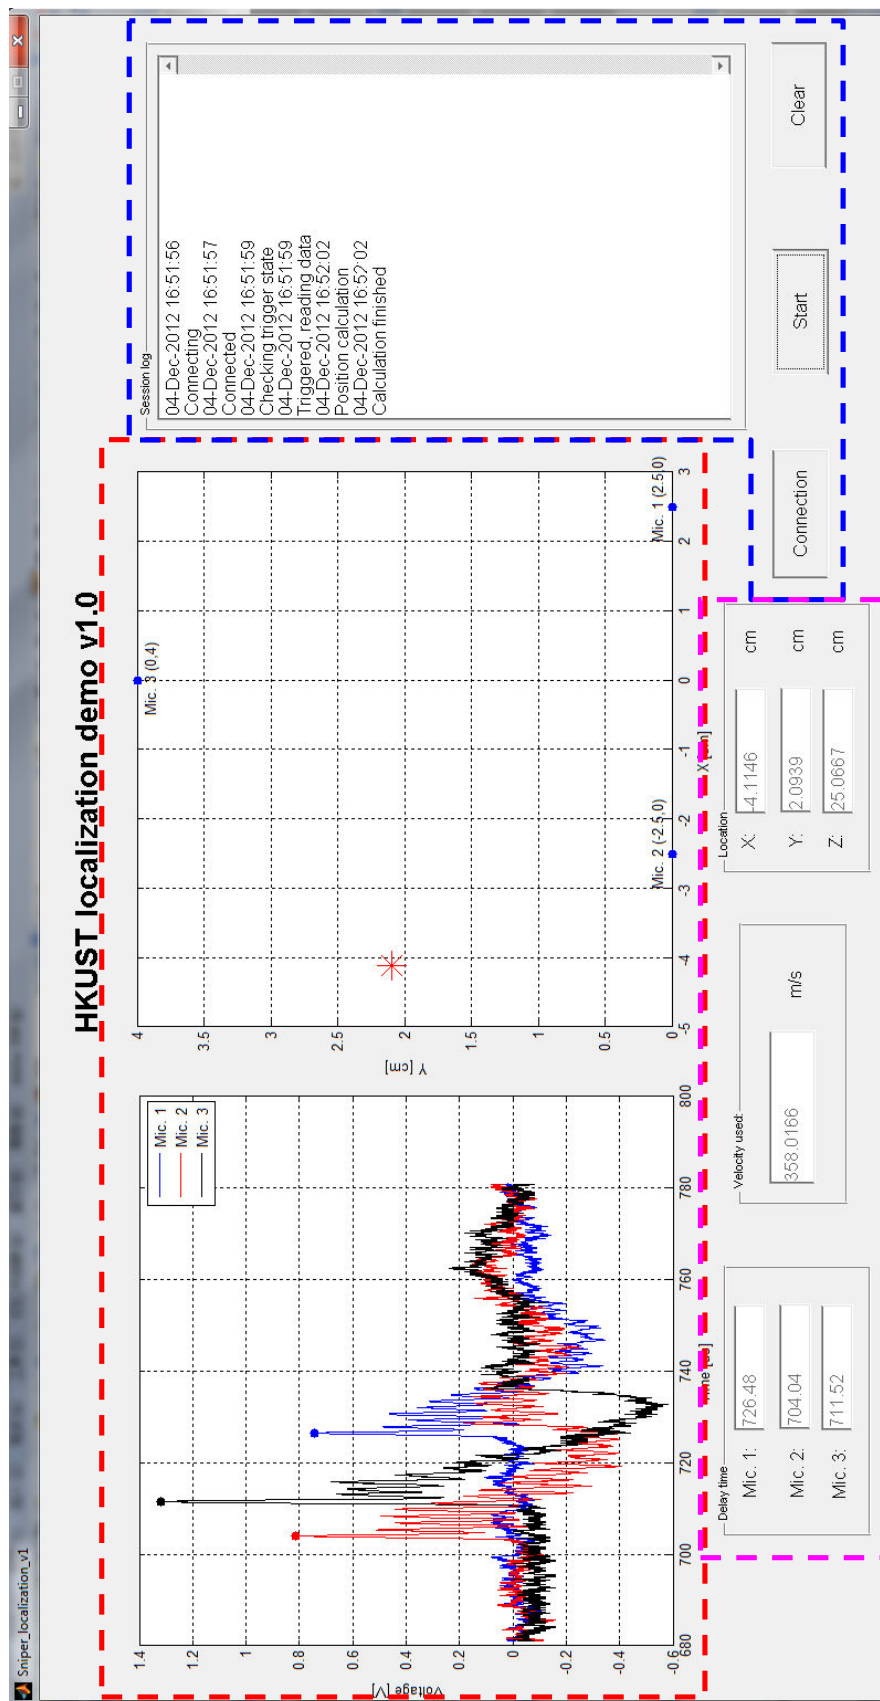 Sniper_localization_v1
HKUST localization demo v1.0
Voltage [V]
1.4
1.2
1
0.8
0.6
0.4
0.2
0
-0.2
-0.4
-0.6
680
700
720
740
760
780
800
Mic. 1
Mic. 2
Mic. 3
Y [cm]
4
3.5
3
2.5
2
1.5
1
0.5
0
-5
-4
-3
-2
-1
0
1
2
3
X [cm]
Mic. 3 (0,4)
Mic. 2 (-2.5,0)
Mic. 1 (2.5,0)
Session log
04-Dec-2012 16:51:56
Connecting
04-Dec-2012 16:51:57
Connected
04-Dec-2012 16:51:59
Checking trigger state
04-Dec-2012 16:51:59
Triggered, reading data
04-Dec-2012 16:52:02
Position calculation
04-Dec-2012 16:52:02
Calculation finished
Delay time
Mic. 1: 726.48
Mic. 2: 704.04
Mic. 3: 711.52
Velocity used:
358.0166 m/s
Location
X: -4.1146 cm
Y: 2.0939 cm
Z: 25.0667 cm
Connection
Start
Clear